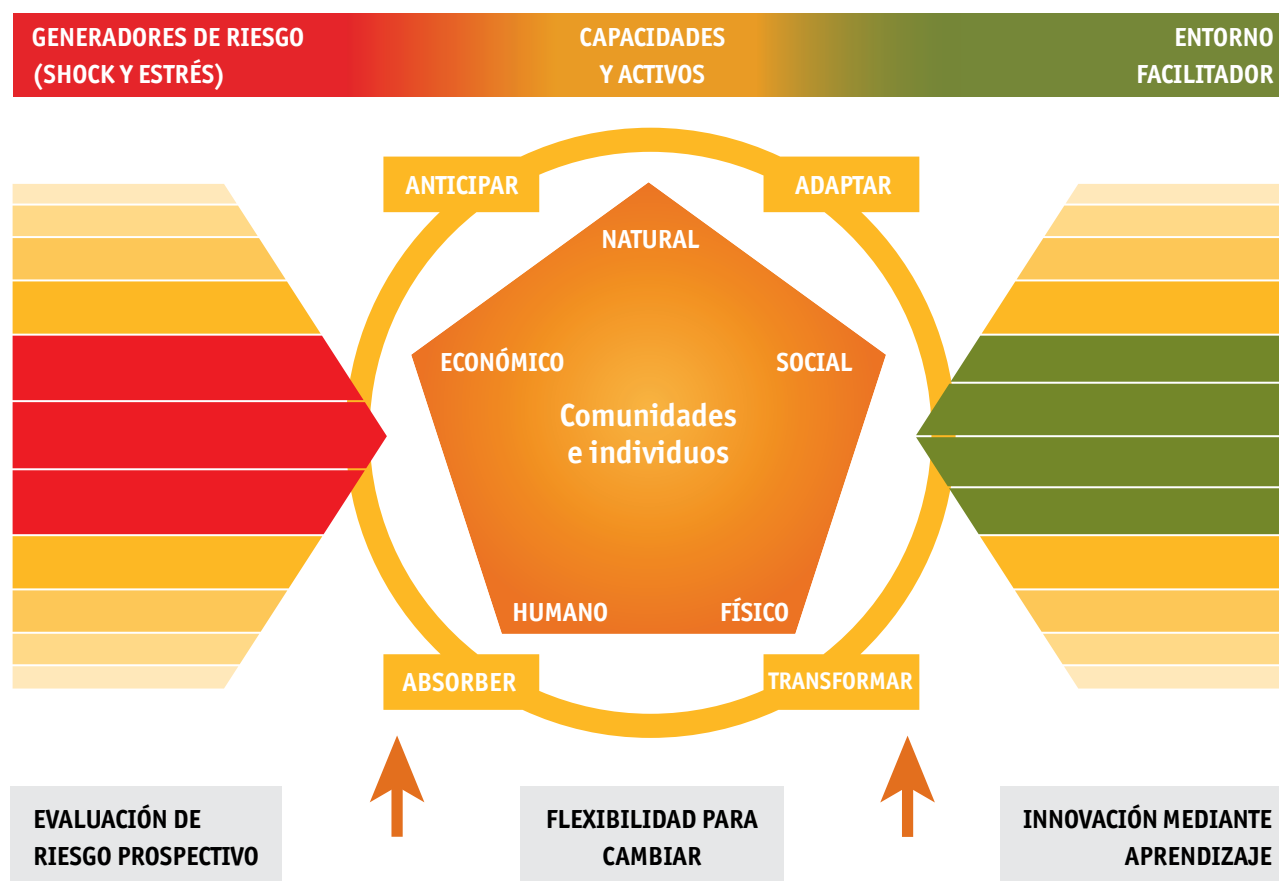 GENERADORES DE RIESGO
(SHOCK Y ESTRÉS)
CAPACIDADES
Y ACTIVOS
ENTORNO
FACILITADOR
ANTICIPAR
ADAPTAR
NATURAL
ECONÓMICO
SOCIAL
Comunidades
e individuos
HUMANO
FÍSICO
ABSORBER
TRANSFORMAR
EVALUACIÓN DE
RIESGO PROSPECTIVO
FLEXIBILIDAD PARA
CAMBIAR
INNOVACIÓN MEDIANTE
APRENDIZAJE